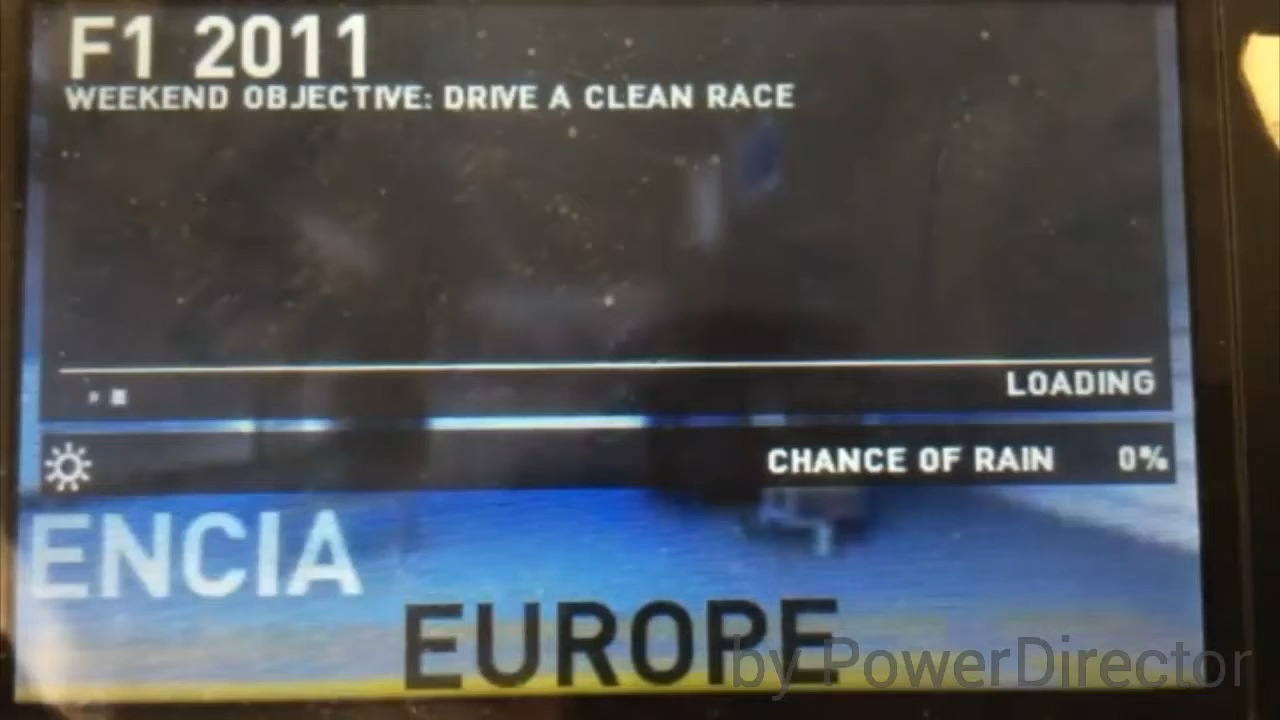 F1 2011
WEEKEND OBJECTIVE: DRIVE A CLEAN RACE
LOADING
CHANCE OF RAIN 0%
ENCIA
EUROPE
by PowerDirector